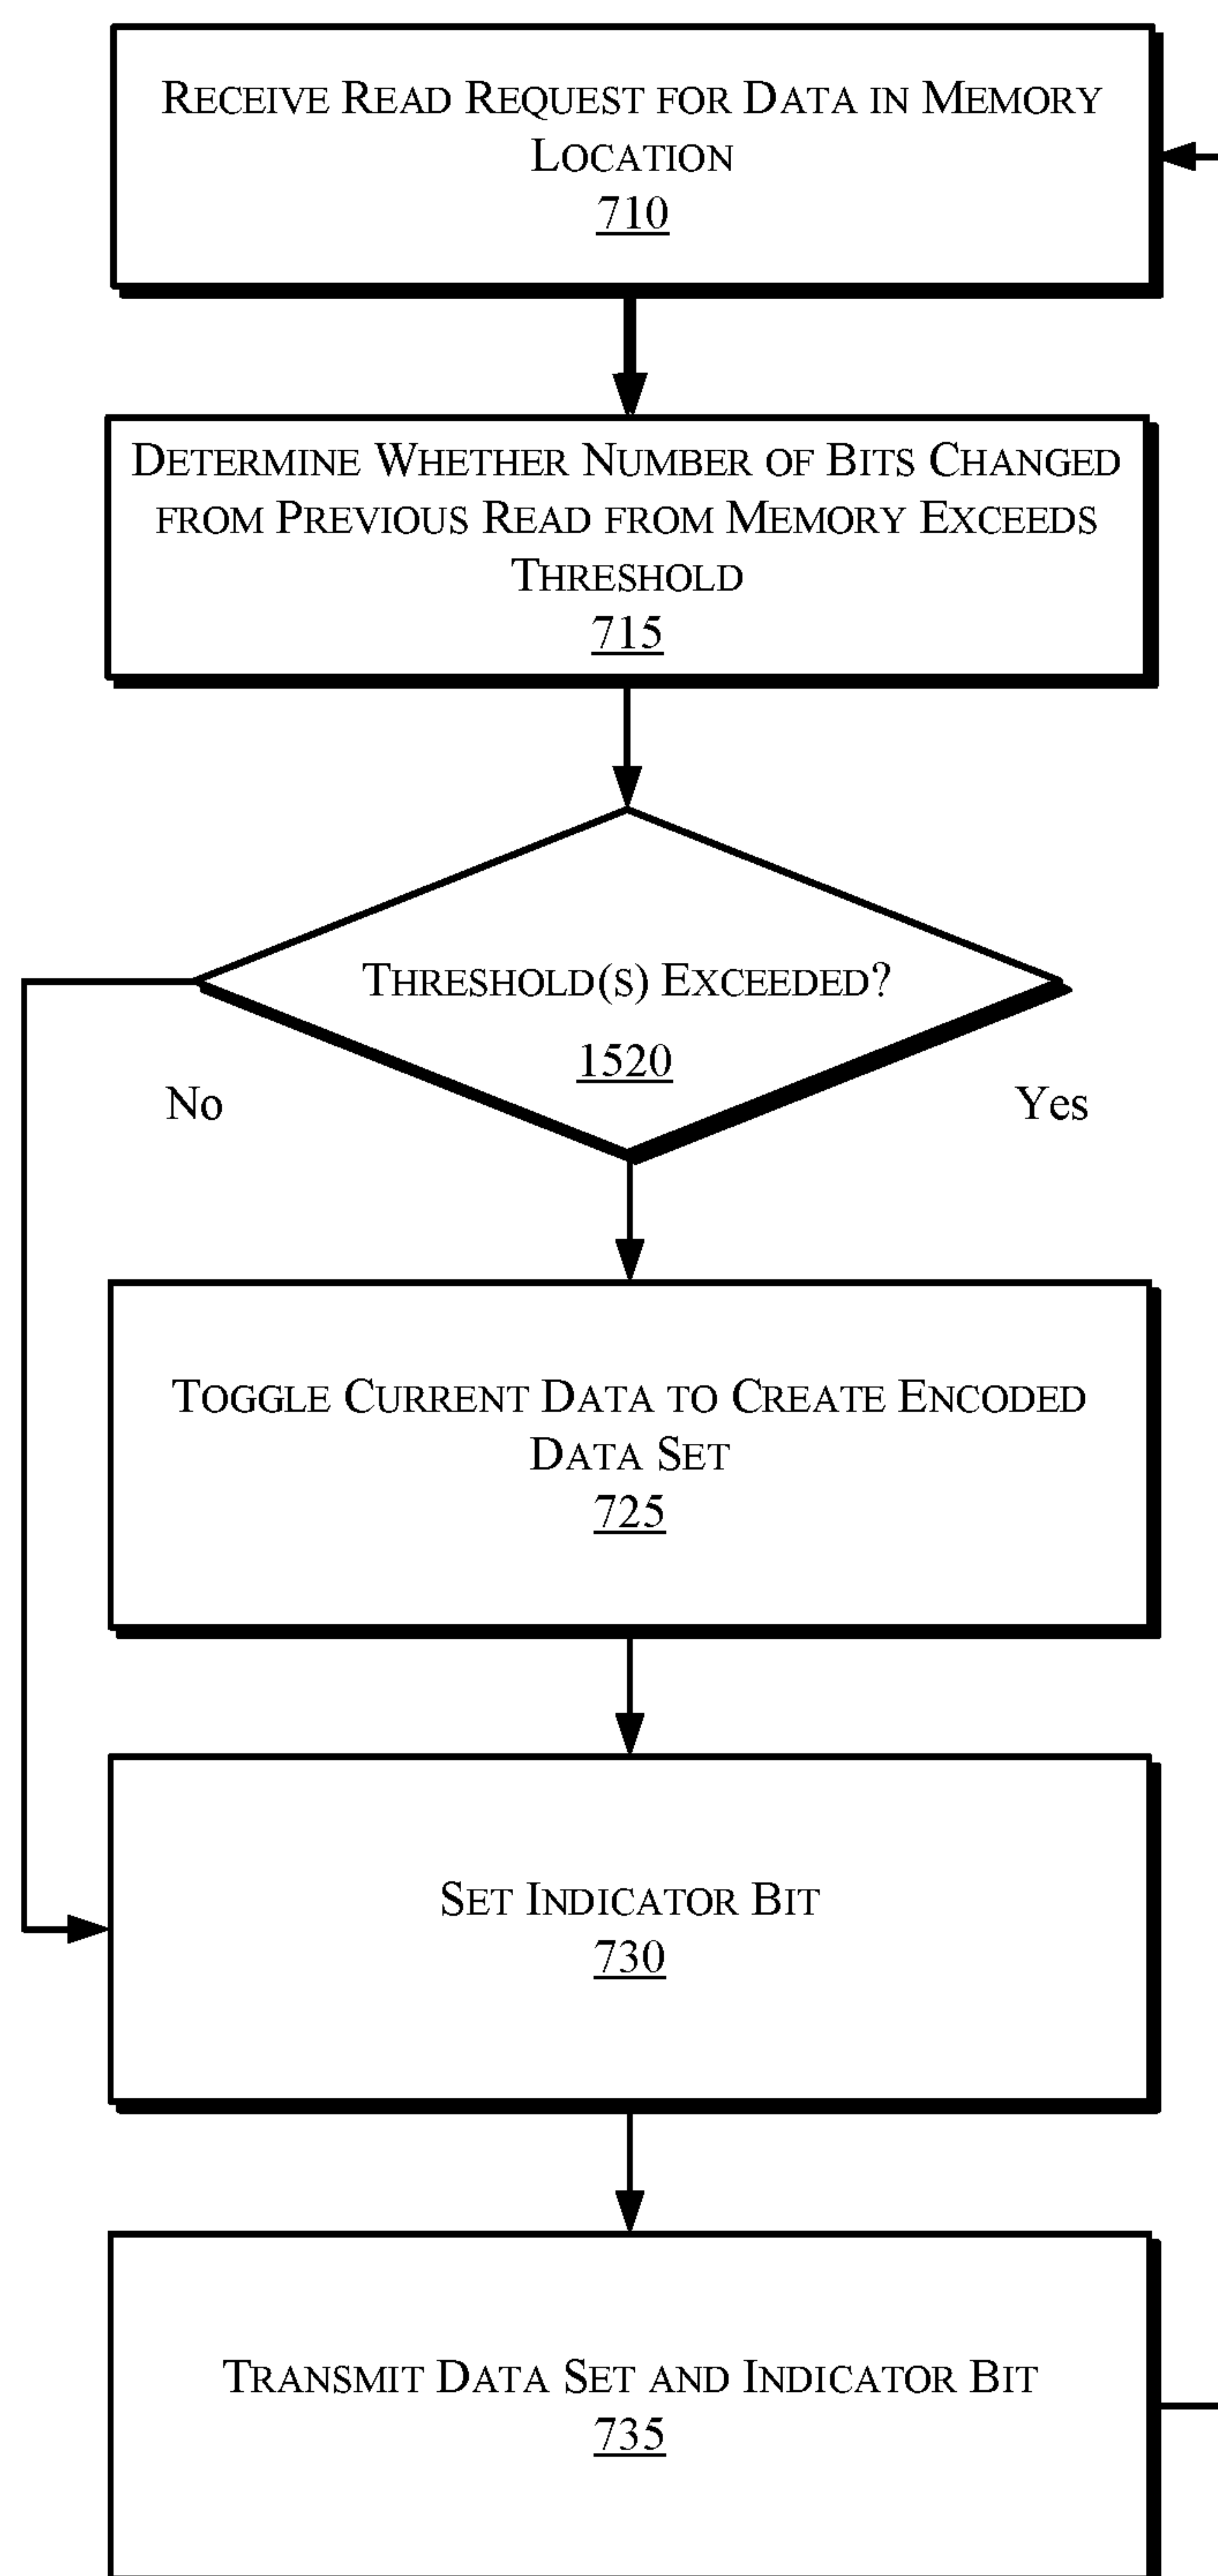 RECEIVE READ REQUEST FOR DATA IN MEMORY
LOCATION
710
DETERMINE WHETHER NUMBER OF BITS CHANGED
FROM PREVIOUS READ FROM MEMORY EXCEEDS
THRESHOLD
715
THRESHOLD(S) EXCEEDED?
1520
No
Yes
TOGGLE CURRENT DATA TO CREATE ENCODED
DATA SET
725
SET INDICATOR BIT
730
TRANSMIT DATA SET AND INDICATOR BIT
735